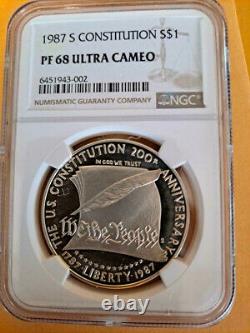 1987 S CONSTITUTION S$1
PF 68 ULTRA CAMEO
6451943-002
NUMISMATIC GUARANTY COMPANY
NGC
THE U.S. CONSTITUTION 200TH ANNIVERSARY
IN GOD WE TRUST
We the People
S
1787 · LIBERTY · 1987